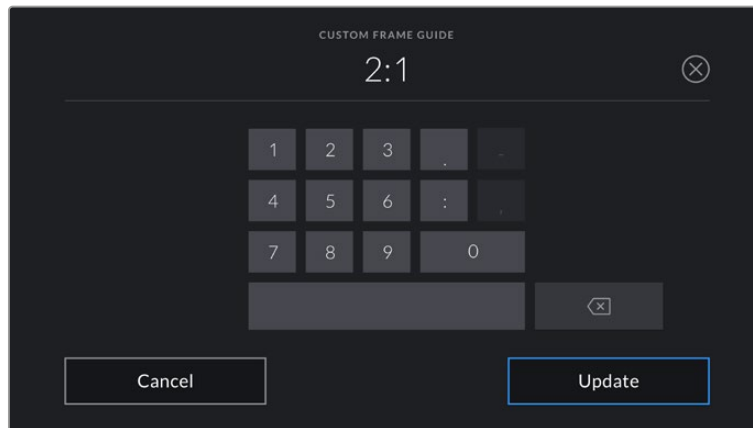 CUSTOM FRAME GUIDE
2:1
1 2 3 . -
4 5 6 : ,
7 8 9 0
Cancel Update